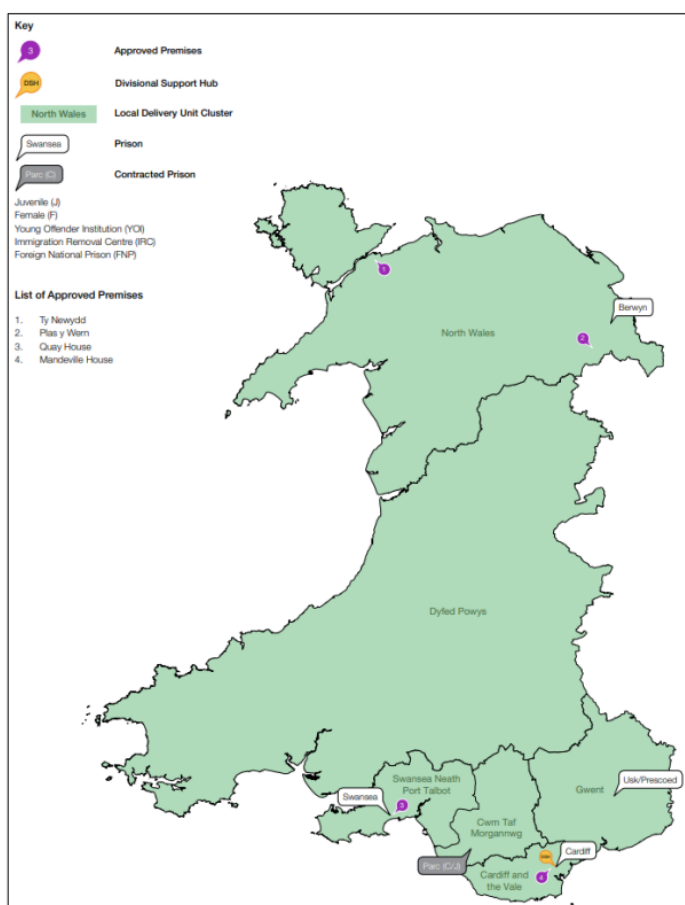 Key
3
Approved Premises
DSH
Divisional Support Hub
North Wales
Local Delivery Unit Cluster
Swansea
Prison
Parc (C)
Contracted Prison
Juvenile (J)
Female (F)
Young Offender Institution (YOI)
Immigration Removal Centre (IRC)
Foreign National Prison (FNP)
List of Approved Premises
1. Ty Newydd
2. Plas y Wern
3. Quay House
4. Mandeville House
1
Berwyn
2
North Wales
Dyfed Powys
Swansea Neath
Port Talbot
Gwent
Usk/Prescoed
Swansea
3
Cwm Taf
Morgannwg
Parc (C/J)
DSH
Cardiff
Cardiff and
the Vale
4